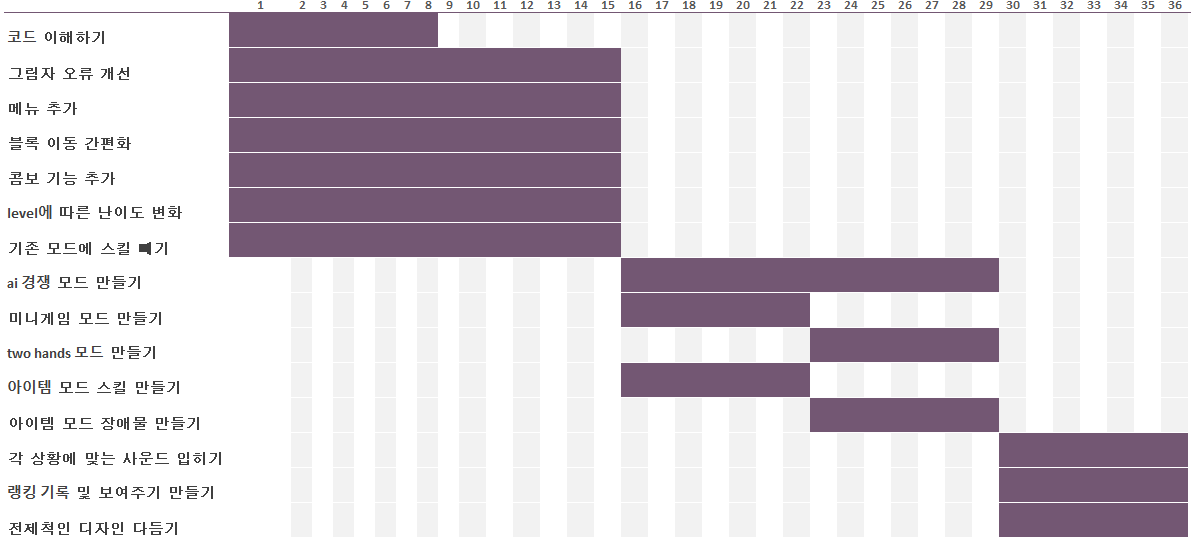 1 2 3 4 5 6 7 8 9 10 11 12 13 14 15 16 17 18 19 20 21 22 23 24 25 26 27 28 29 30 31 32 33 34 35 36
코드 이해하기
그림자 오류 개선
메뉴 추가
블록 이동 간편화
콤보 기능 추가
level에 따른 난이도 변화
기존 모드에 스킬 빼기
ai 경쟁 모드 만들기
미니게임 모드 만들기
two hands 모드 만들기
아이템 모드 스킬 만들기
아이템 모드 장애물 만들기
각 상황에 맞는 사운드 입히기
랭킹 기록 및 보여주기 만들기
전체적인 디자인 다듬기